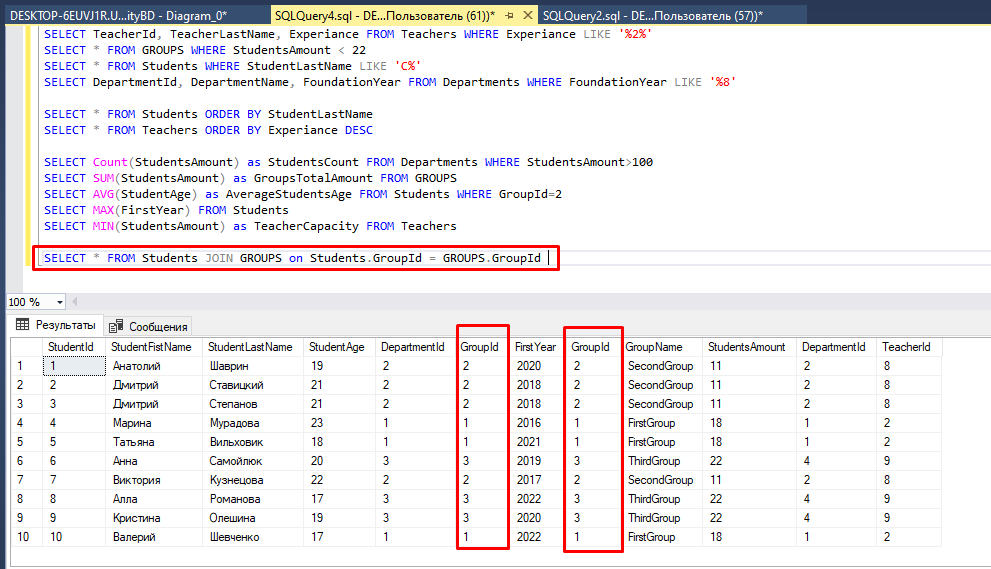 DESKTOP-6EUVJ1R.U...ityBD - Diagram_0* SQLQuery4.sql - DE...Пользователь (61))* SQLQuery2.sql - DE...Пользователь (57))*
SELECT TeacherId, TeacherLastName, Experiance FROM Teachers WHERE Experiance LIKE '%2%'
SELECT * FROM GROUPS WHERE StudentsAmount < 22
SELECT * FROM Students WHERE StudentLastName LIKE 'C%'
SELECT DepartmentId, DepartmentName, FoundationYear FROM Departments WHERE FoundationYear LIKE '%8'
SELECT * FROM Students ORDER BY StudentLastName
SELECT * FROM Teachers ORDER BY Experiance DESC
SELECT Count(StudentsAmount) as StudentsCount FROM Departments WHERE StudentsAmount>100
SELECT SUM(StudentsAmount) as GroupsTotalAmount FROM GROUPS
SELECT AVG(StudentAge) as AverageStudentsAge FROM Students WHERE GroupId=2
SELECT MAX(FirstYear) FROM Students
SELECT MIN(StudentsAmount) as TeacherCapacity FROM Teachers
SELECT * FROM Students JOIN GROUPS on Students.GroupId = GROUPS.GroupId
100 %
Результаты Сообщения
StudentId StudentFistName StudentLastName StudentAge DepartmentId GroupId FirstYear GroupId GroupName StudentsAmount DepartmentId TeacherId
1 1 Анатолий Шаврин 19 2 2 2020 2 SecondGroup 11 2 8
2 2 Дмитрий Ставицкий 21 2 2 2018 2 SecondGroup 11 2 8
3 3 Дмитрий Степанов 21 2 2 2018 2 SecondGroup 11 2 8
4 4 Марина Мурадова 23 1 1 2016 1 FirstGroup 18 1 2
5 5 Татьяна Вильховик 18 1 1 2021 1 FirstGroup 18 1 2
6 6 Анна Самойлюк 20 3 3 2019 3 ThirdGroup 22 4 9
7 7 Виктория Кузнецова 22 2 2 2017 2 SecondGroup 11 2 8
8 8 Алла Романова 17 3 3 2022 3 ThirdGroup 22 4 9
9 9 Кристина Олешина 19 3 3 2020 3 ThirdGroup 22 4 9
10 10 Валерий Шевченко 17 1 1 2022 1 FirstGroup 18 1 2